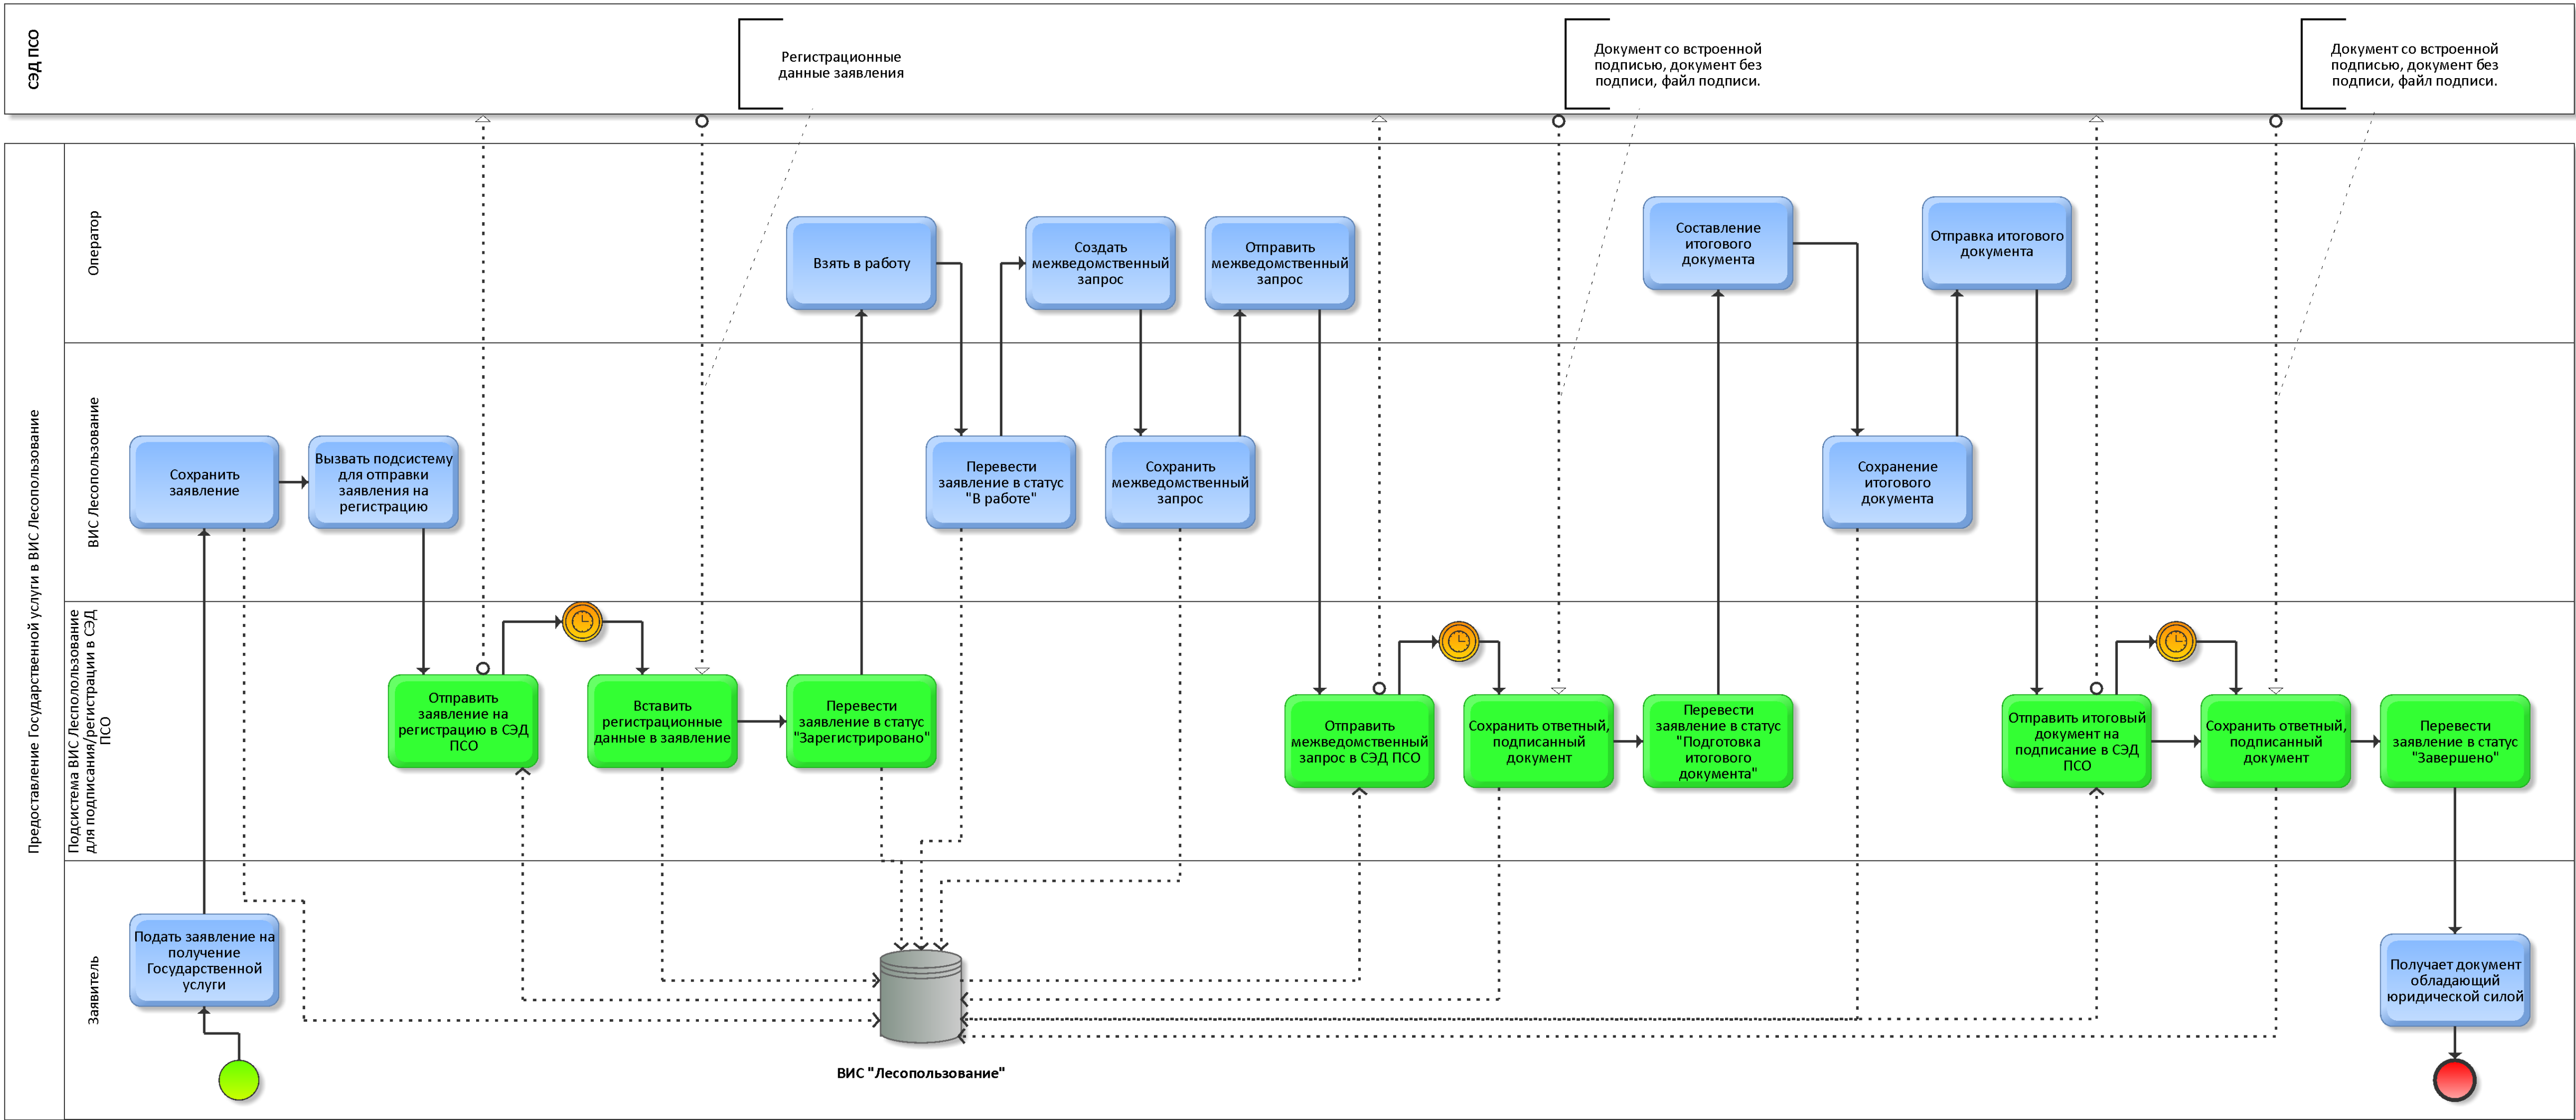 СЭД ПСО
Регистрационные
данные заявления
Документ со встроенной
подписью, документ без
подписи, файл подписи.
Документ со встроенной
подписью, документ без
подписи, файл подписи.
Предоставление Государственной услуги в ВИС Лесопользование
Оператор
Взять в работу
Создать
межведомственный
запрос
Отправить
межведомственный
запрос
Составление
итогового
документа
Отправка итогового
документа
ВИС Лесопользование
Сохранить
заявление
Вызвать подсистему
для отправки
заявления на
регистрацию
Перевести
заявление в статус
"В работе"
Сохранить
межведомственный
запрос
Сохранение
итогового
документа
Подсистема ВИС Леспололользование
для подписания/регистрации в СЭД
ПСО
Отправить
заявление на
регистрацию в СЭД
ПСО
Вставить
регистрационные
данные в заявление
Перевести
заявление в статус
"Зарегистрировано"
Отправить
межведомственный
запрос в СЭД ПСО
Сохранить ответный,
подписанный
документ
Перевести
заявление в статус
"Подготовка
итогового
документа"
Отправить итоговый
документ на
подписание в СЭД
ПСО
Сохранить ответный,
подписанный
документ
Перевести
заявление в статус
"Завершено"
Заявитель
Подать заявление на
получение
Государственной
услуги
ВИС "Лесопользование"
Получает документ
обладающий
юридической силой